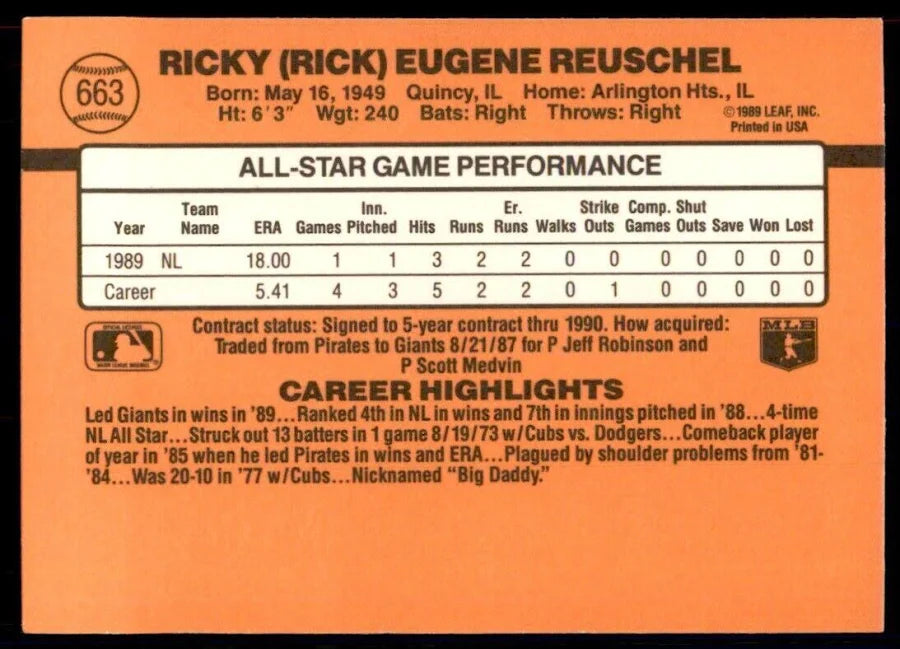 663
RICKY (RICK) EUGENE REUSCHEL
Born: May 16, 1949 Quincy, IL Home: Arlington Hts., IL
Ht: 6'3" Wgt: 240 Bats: Right Throws: Right
©1989 LEAF, INC.
Printed in USA
ALL-STAR GAME PERFORMANCE
Year Team Name ERA Games Inn. Pitched Hits Runs Er. Runs Walks Strike Outs Comp. Games Shut Outs Save Won Lost
1989 NL 18.00 1 1 3 2 2 0 0 0 0 0 0 0
Career 5.41 4 3 5 2 2 0 1 0 0 0 0 0
Contract status: Signed to 5-year contract thru 1990. How acquired:
Traded from Pirates to Giants 8/21/87 for P Jeff Robinson and
P Scott Medvin
MLB
CAREER HIGHLIGHTS
Led Giants in wins in '89...Ranked 4th in NL in wins and 7th in innings pitched in '88...4-time
NL All Star...Struck out 13 batters in 1 game 8/19/73 w/Cubs vs. Dodgers...Comeback player
of year in '85 when he led Pirates in wins and ERA...Plagued by shoulder problems from '81-
'84...Was 20-10 in '77 w/Cubs...Nicknamed "Big Daddy."